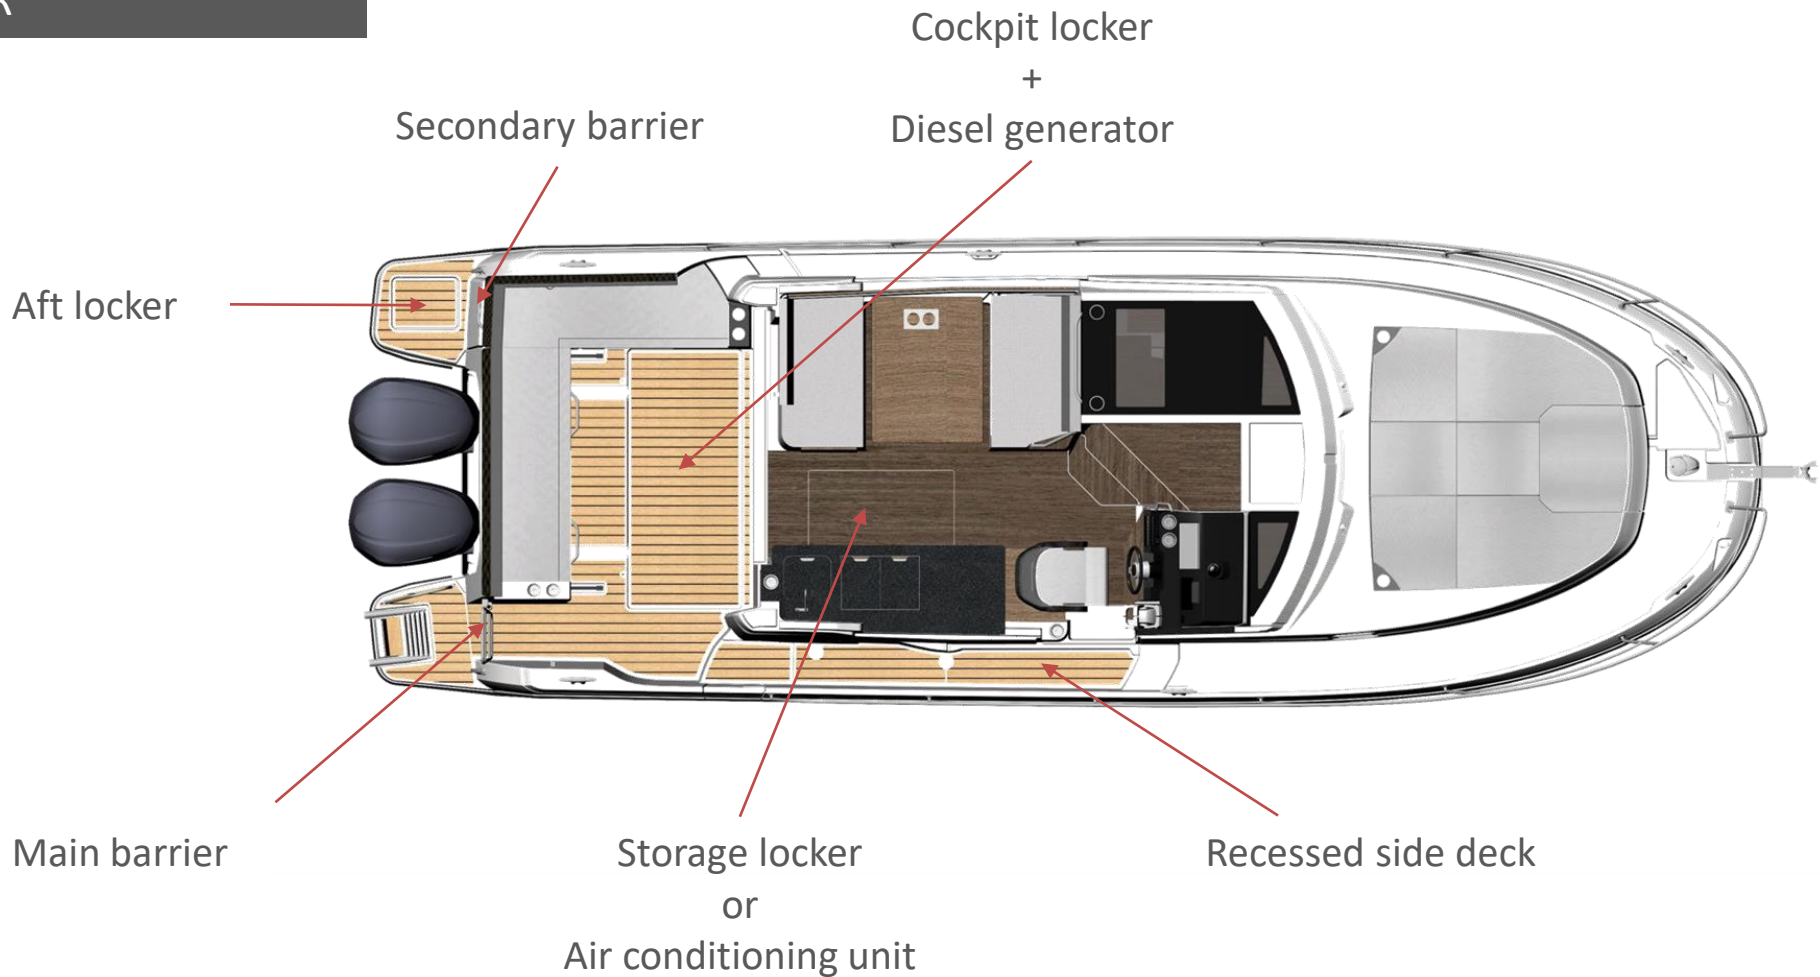 Cockpit locker
+
Diesel generator
Secondary barrier
Aft locker
Main barrier
Storage locker
or
Air conditioning unit
Recessed side deck